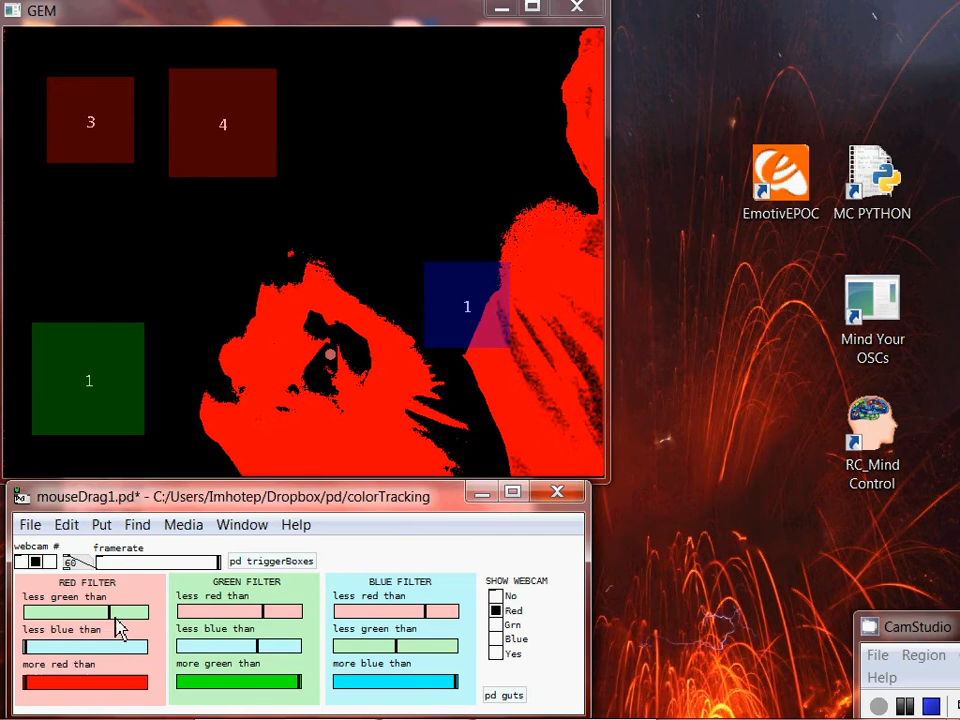 GEM
3
4
1
1
EmotivEPOC
MC PYTHON
Mind Your
OSCs
RC_Mind
Control
mouseDrag1.pd* - C:/Users/Imhotep/Dropbox/pd/colorTracking
File Edit Put Find Media Window Help
webcam # framerate
60 pd triggerBoxes
RED FILTER GREEN FILTER BLUE FILTER SHOW WEBCAM
less green than less red than less red than No
Red
less blue than less blue than less green than Grn
Blue
Yes
more red than more green than more blue than
pd guts
CamStudio
File Region
Help